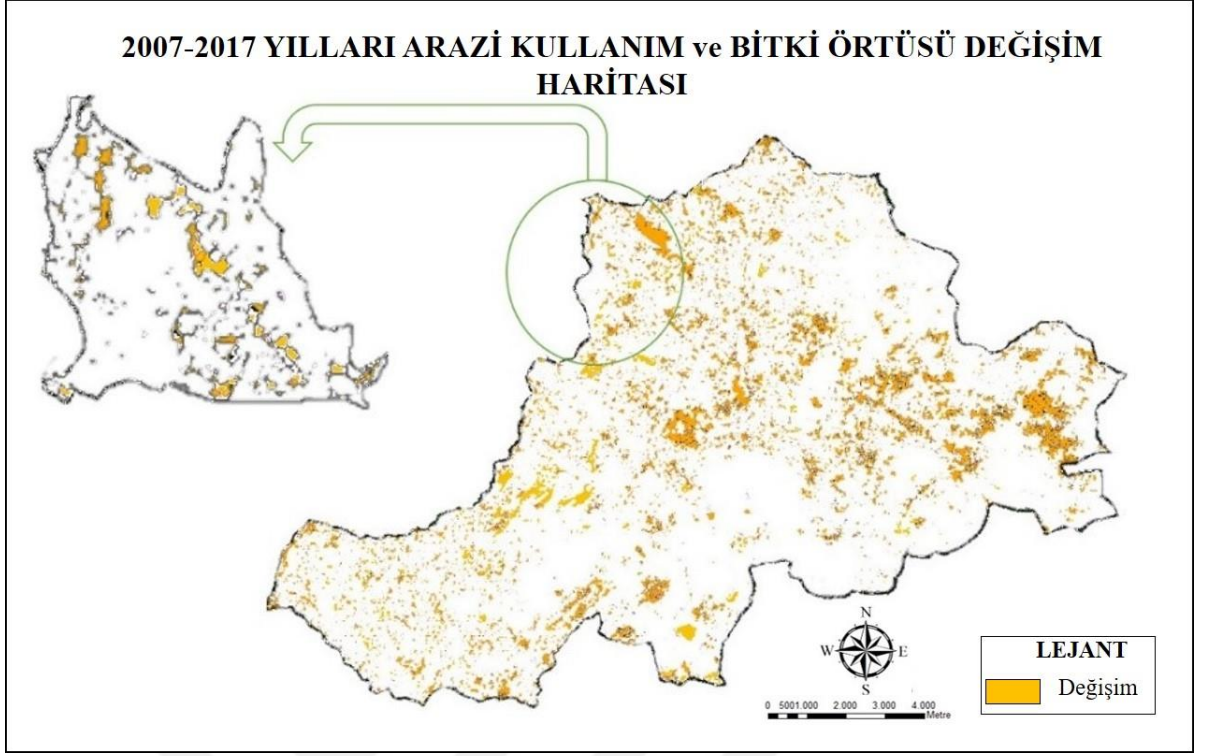 2007-2017 YILLARI ARAZİ KULLANIM ve BİTKİ ÖRTÜSÜ DEĞİŞİM
HARİTASI
N
W E
S
LEJANT
Değişim
0 5001.000 2.000 3.000 4.000
Metre